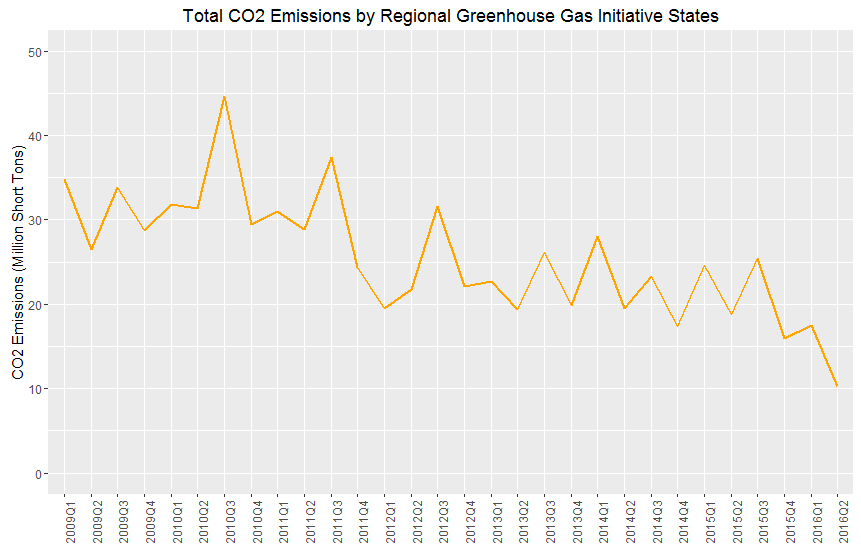 Total CO2 Emissions by Regional Greenhouse Gas Initiative States
CO2 Emissions (Million Short Tons)
50
40
30
20
10
0
2009Q1
2009Q2
2009Q3
2009Q4
2010Q1
2010Q2
2010Q3
2010Q4
2011Q1
2011Q2
2011Q3
2011Q4
2012Q1
2012Q2
2012Q3
2012Q4
2013Q1
2013Q2
2013Q3
2013Q4
2014Q1
2014Q2
2014Q3
2014Q4
2015Q1
2015Q2
2015Q3
2015Q4
2016Q1
2016Q2